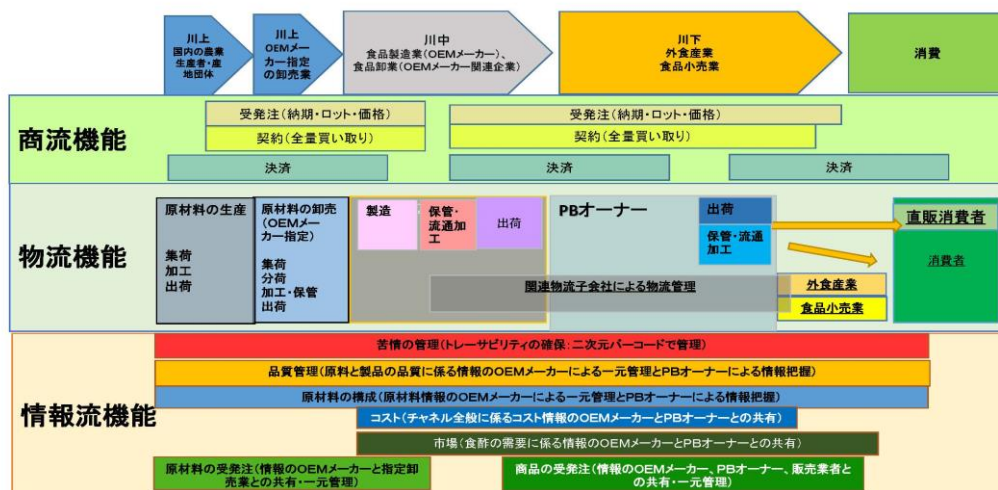 川上
国内の農業
生産者・産
地団体
川上
OEMメー
カー指定
の卸売業
川中
食品製造業(OEMメーカー)、
食品卸業(OEMメーカー関連企業)
川下
外食産業
食品小売業
消費
商流機能
受発注(納期・ロット・価格)
受発注(納期・ロット・価格)
契約(全量買い取り)
契約(全量買い取り)
決済
決済
決済
物流機能
原材料の生産
集荷
加工
出荷
原材料の卸売
(OEMメー
カー指定)
集荷
分荷
加工・保管
出荷
製造
保管・
流通加
工
出荷
PBオーナー
出荷
保管・流通
加工
関連物流子会社による物流管理
外食産業
食品小売業
直販消費者
消費者
情報流機能
苦情の管理(トレーサビリティの確保:二次元バーコードで管理)
品質管理(原料と製品の品質に係る情報のOEMメーカーによる一元管理とPBオーナーによる情報把握)
原材料の構成(原材料情報のOEMメーカーによる一元管理とPBオーナーによる情報把握)
コスト(チャネル全般に係るコスト情報のOEMメーカーとPBオーナーとの共有)
市場(食酢の需要に係る情報のOEMメーカーとPBオーナーとの共有)
原材料の受発注(情報のOEMメーカーと指定卸
売業との共有・一元管理)
商品の受発注(情報のOEMメーカー、PBオーナー、販売業者と
の共有・一元管理)